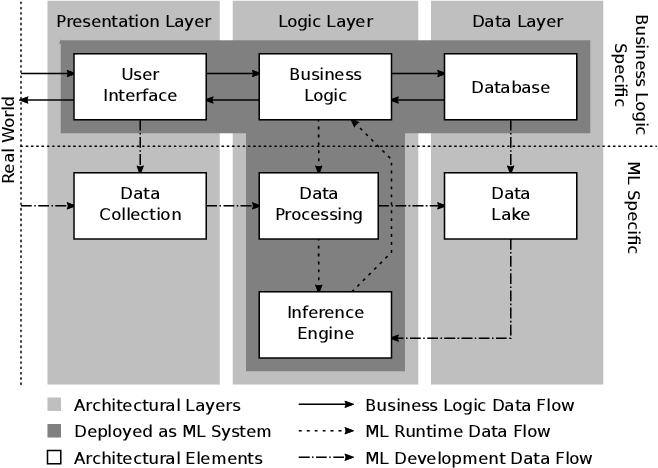 Presentation Layer
Logic Layer
Data Layer
Business Logic
Specific
Real World
User
Interface
Business
Logic
Database
ML Specific
Data
Collection
Data
Processing
Data
Lake
Inference
Engine
Architectural Layers
Business Logic Data Flow
Deployed as ML System
ML Runtime Data Flow
Architectural Elements
ML Development Data Flow